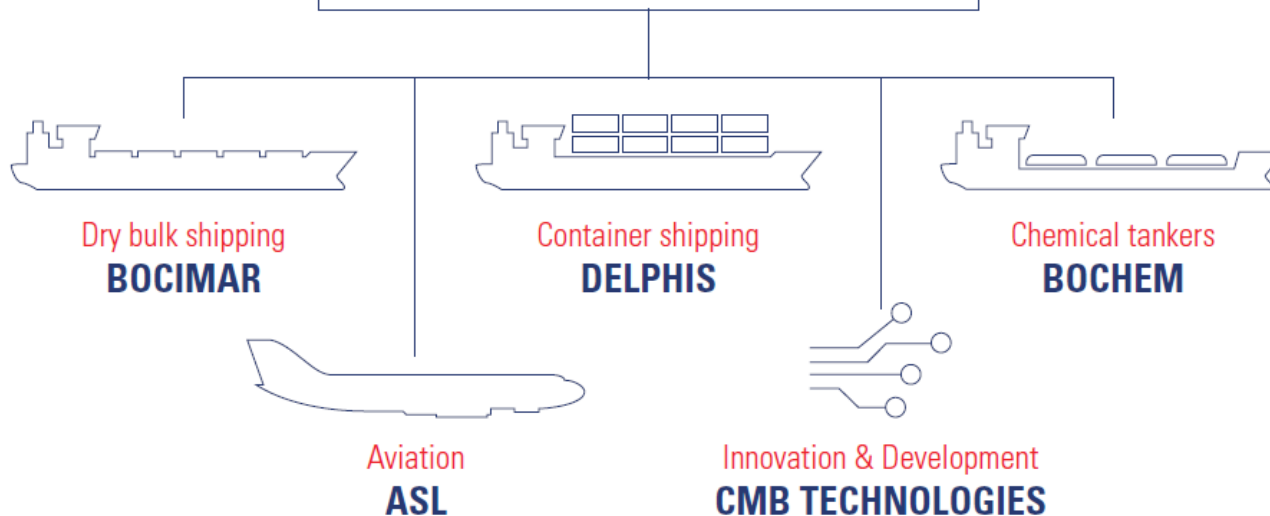 Dry bulk shipping
BOCIMAR
Container shipping
DELPHIS
Chemical tankers
BOCHEM
Aviation
ASL
Innovation & Development
CMB TECHNOLOGIES